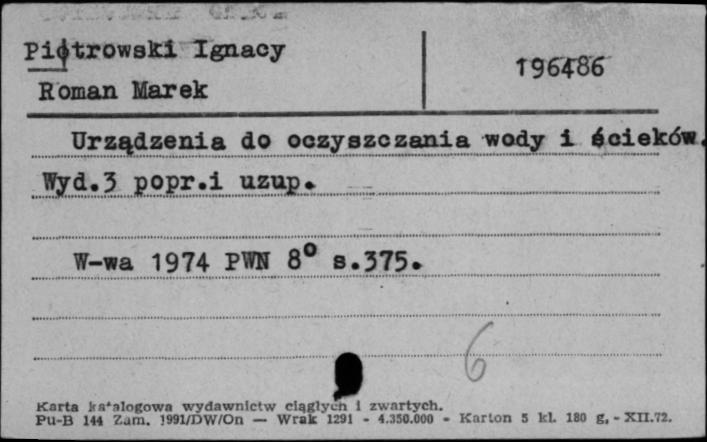 Piotrowski Ignacy
196486
Roman Marek
Urządzenia do oczyszczania wody i ścieków.
Wyd.3 popr.i uzup.
W-wa 1974 PWN 8° s.375.
6
Karta katalogowa wydawnictw ciągłych i zwartych.
Pu-B 144 Zam. 1991/DW/On — Wrak 1291 - 4.350.000 - Karton 5 kl. 180 g. - XII.72.